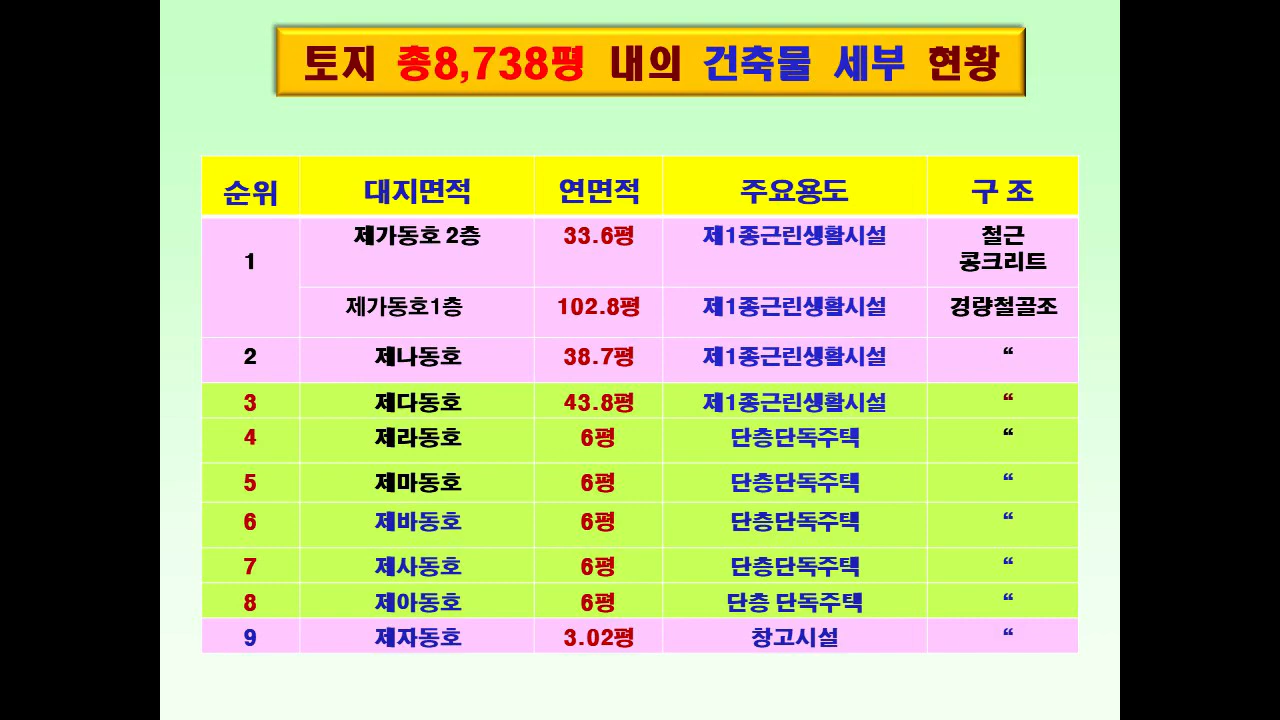 토지 총8,738평 내의 건축물 세부 현황
순위 대지면적 연면적 주요용도 구 조
1 제가동호 2층 33.6평 제1종근린생활시설 철근
콩크리트
제가동호1층 102.8평 제1종근린생활시설 경량철골조
2 제나동호 38.7평 제1종근린생활시설 “
3 제다동호 43.8평 제1종근린생활시설 “
4 제라동호 6평 단층단독주택 “
5 제마동호 6평 단층단독주택 “
6 제바동호 6평 단층단독주택 “
7 제사동호 6평 단층단독주택 “
8 제아동호 6평 단층 단독주택 “
9 제자동호 3.02평 창고시설 “